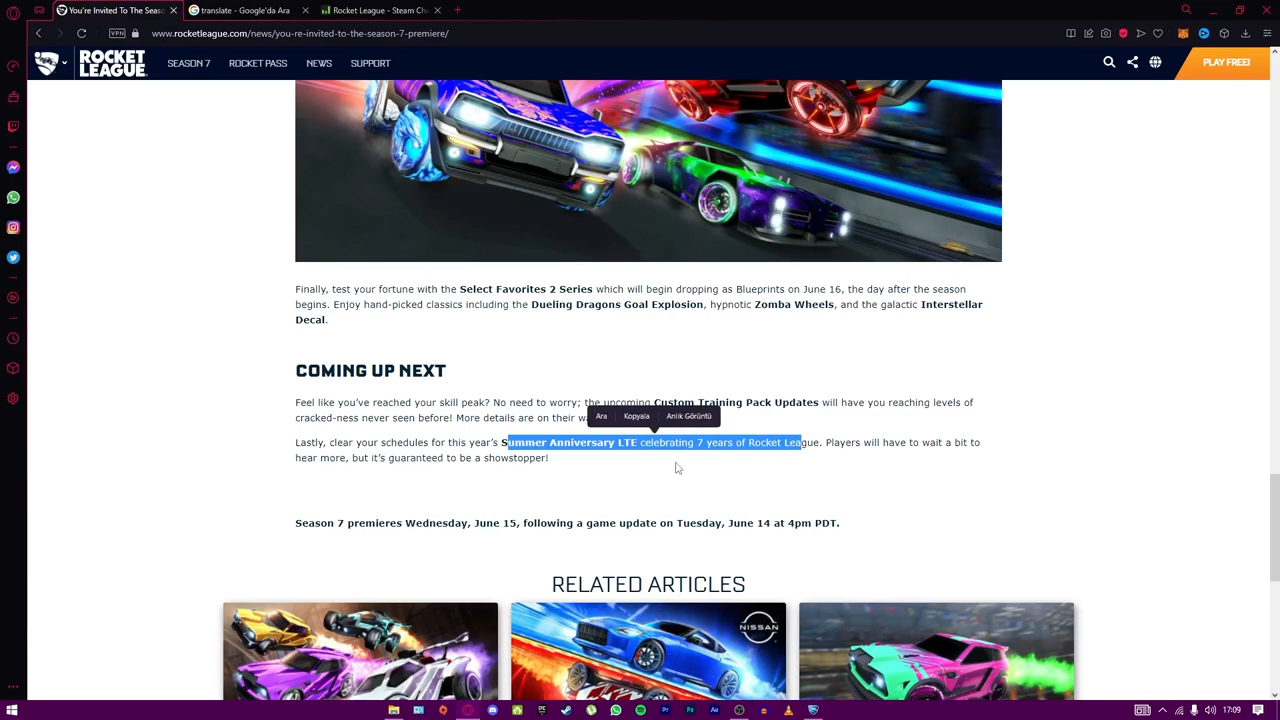 You're Invited To The Seaso
translate - Google'da Ara
Rocket League - Steam Cha
VPN
www.rocketleague.com/news/you-re-invited-to-the-season-7-premiere/
ROCKET
LEAGUE
SEASON 7
ROCKET PASS
NEWS
SUPPORT
PLAY FREE!
Finally, test your fortune with the Select Favorites 2 Series which will begin dropping as Blueprints on June 16, the day after the season
begins. Enjoy hand-picked classics including the Dueling Dragons Goal Explosion, hypnotic Zomba Wheels, and the galactic Interstellar
Decal.
COMING UP NEXT
Feel like you've reached your skill peak? No need to worry; the upcoming Custom Training Pack Updates will have you reaching levels of
cracked-ness never seen before! More details are on their wa
Ara
Kopyala
Anlık Görüntü
Lastly, clear your schedules for this year's Summer Anniversary LTE celebrating 7 years of Rocket League. Players will have to wait a bit to
hear more, but it's guaranteed to be a showstopper!
Season 7 premieres Wednesday, June 15, following a game update on Tuesday, June 14 at 4pm PDT.
RELATED ARTICLES
NISSAN
17:09